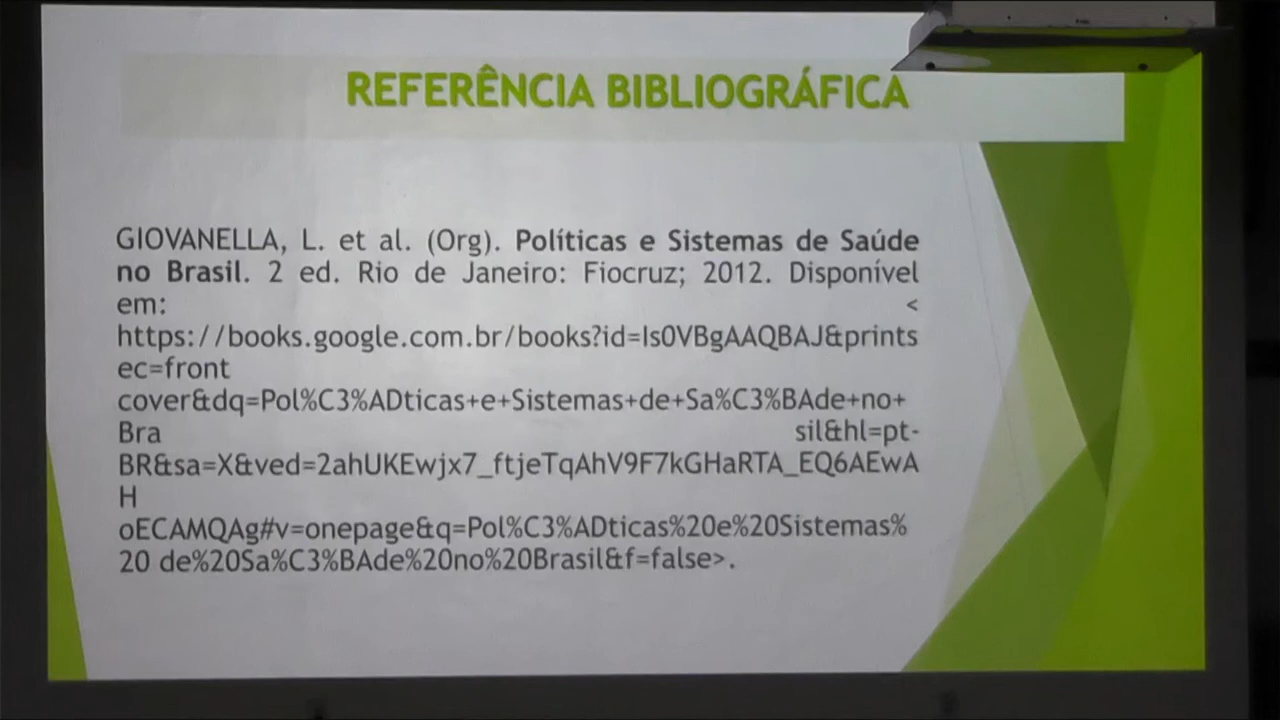 REFERÊNCIA BIBLIOGRÁFICA
GIOVANELLA, L. et al. (Org). Políticas e Sistemas de Saúde
no Brasil. 2 ed. Rio de Janeiro: Fiocruz; 2012. Disponível
em: <
https://books.google.com.br/books?id=Is0VBgAAQBAJ&prints
ec=front
cover&dq=Pol%C3%ADticas+e+Sistemas+de+Sa%C3%BAde+no+
Bra sil&hl=pt-
BR&sa=X&ved=2ahUKEwjx7_ftjeTqAhV9F7kGHaRTA_EQ6AEwA
H
oECAMQAg#v=onepage&q=Pol%C3%ADticas%20e%20Sistemas%
20 de%20Sa%C3%BAde%20no%20Brasil&f=false>.